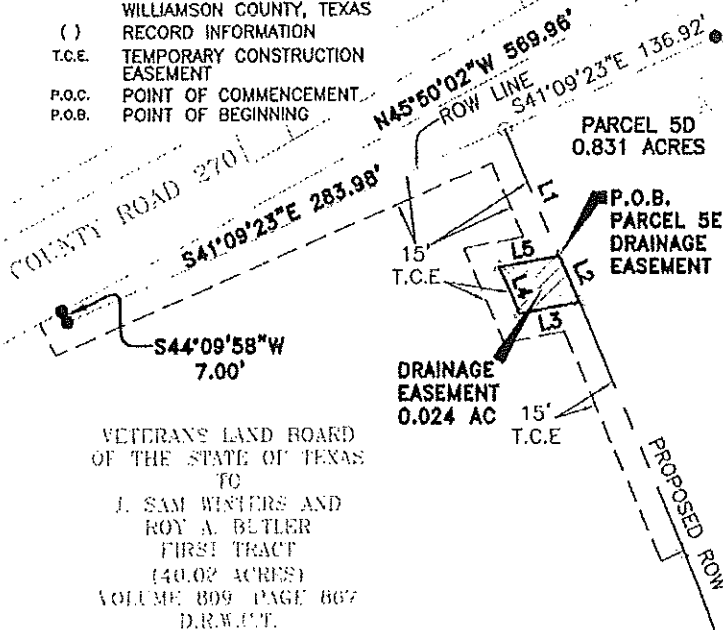 WILLIAMSON COUNTY, TEXAS
( ) RECORD INFORMATION
T.C.E. TEMPORARY CONSTRUCTION
EASEMENT
P.O.C. POINT OF COMMENCEMENT
P.O.B. POINT OF BEGINNING
N45°50'02"W 569.96'
ROW LINE
S41°09'23"E 136.92'
COUNTY ROAD 270
S41°09'23"E 283.98'
PARCEL 5D
0.831 ACRES
L1
P.O.B.
PARCEL 5E
DRAINAGE
EASEMENT
15'
T.C.E
L5
L2
L4
L3
S44°09'58"W
7.00'
DRAINAGE
EASEMENT
0.024 AC
15'
T.C.E
PROPOSED ROW
VETERANS LAND BOARD
OF THE STATE OF TEXAS
TO
J. SAM WINTERS AND
ROY A. BUTLER
FIRST TRACT
(40.02 ACRES)
VOLUME 809 PAGE 867
D.R.W.C.T.